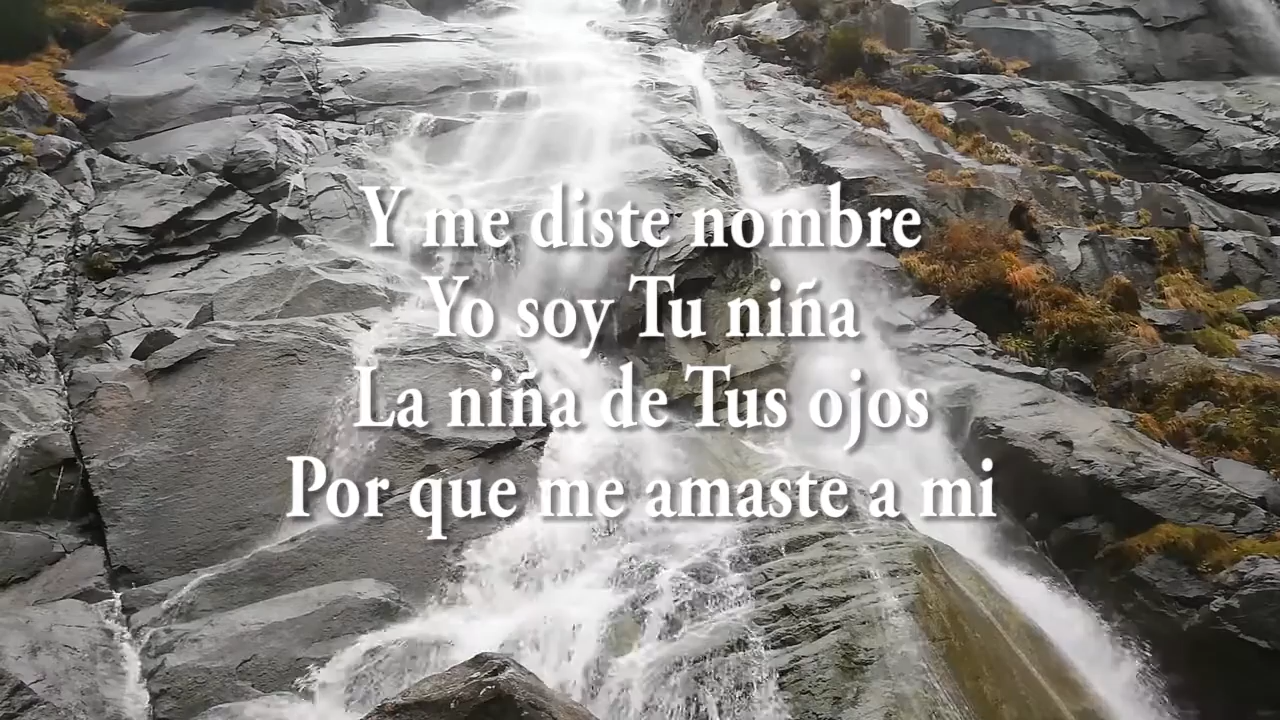 Y me diste nombre
Yo soy Tu niña
La niña de Tus ojos
Por que me amaste a mi